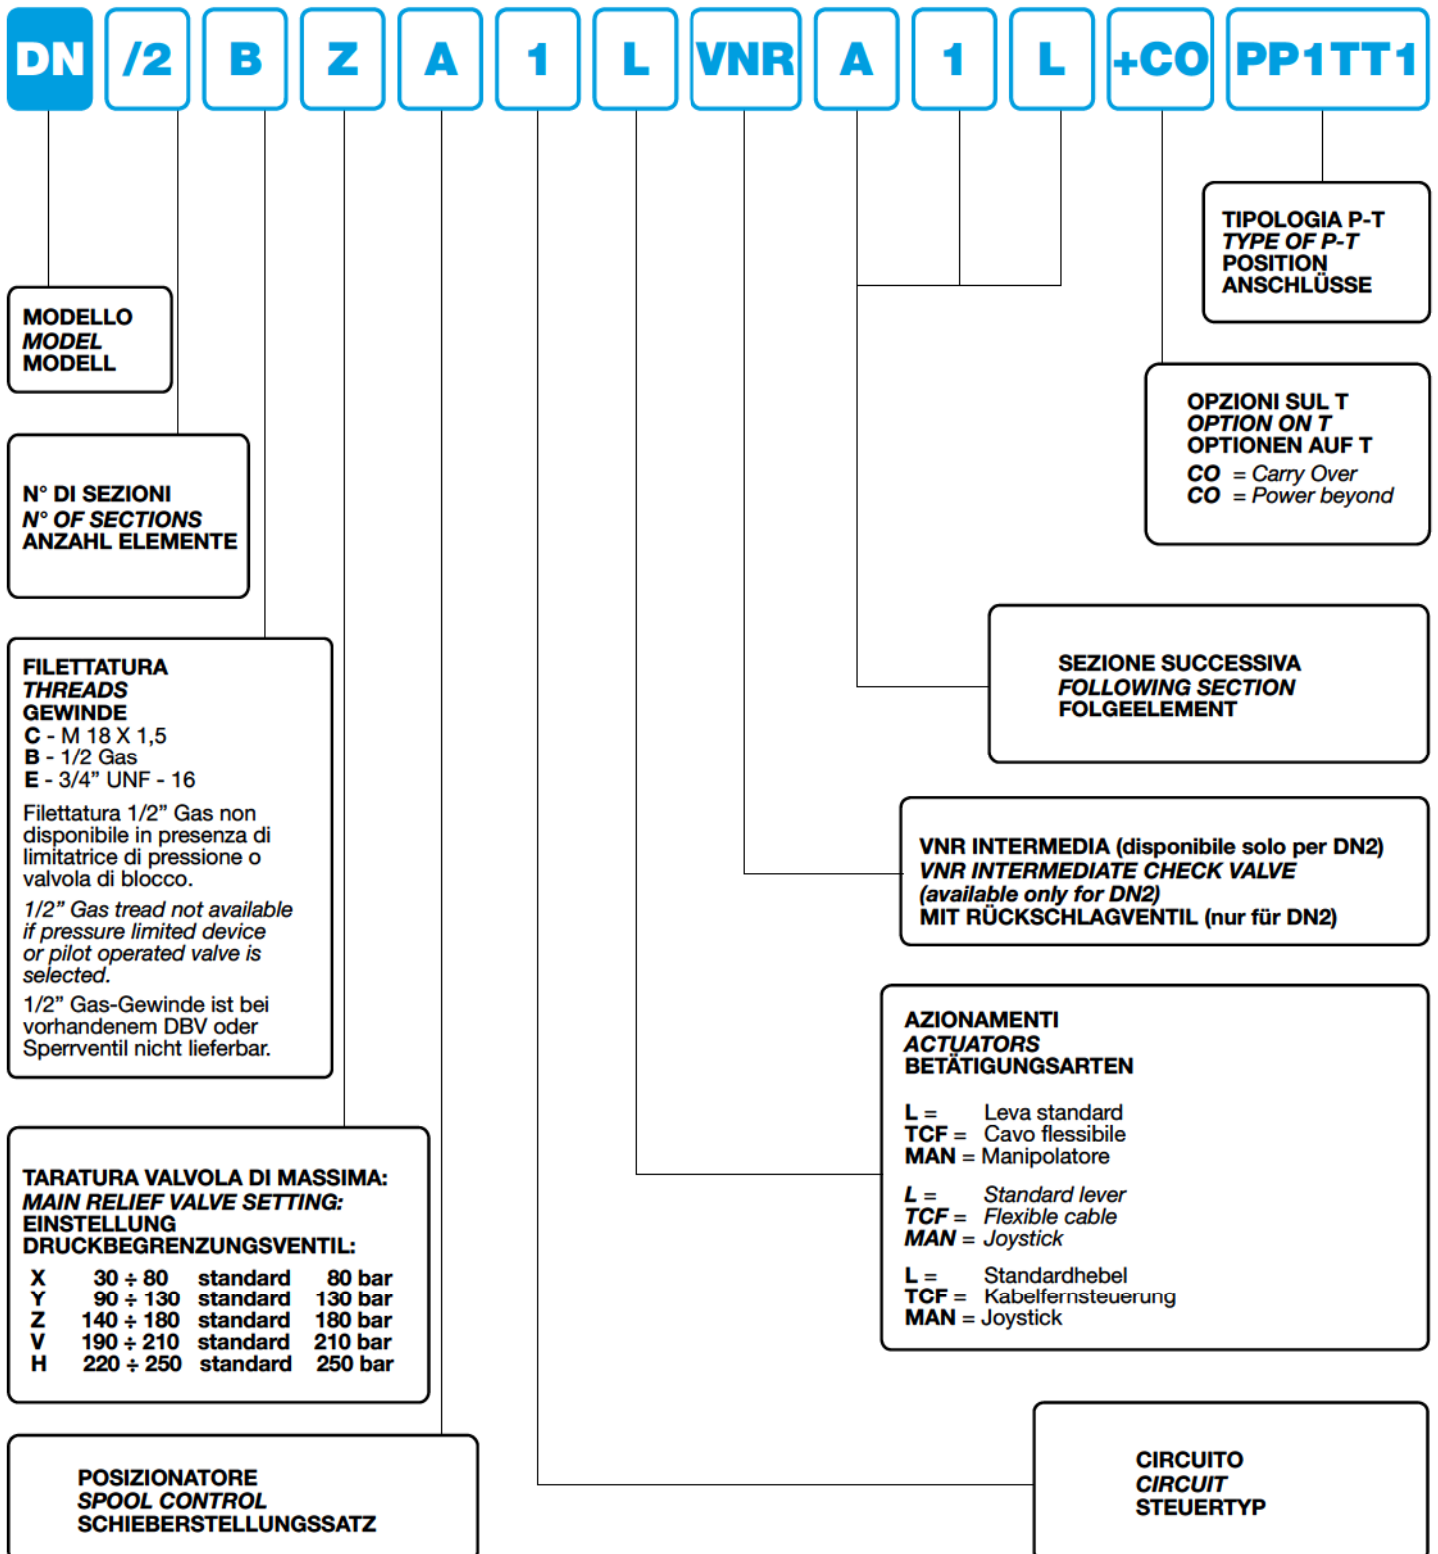 DN /2 B Z A 1 L VNR A 1 L +CO PP1TT1
TIPOLOGIA P-T
TYPE OF P-T
POSITION
ANSCHLÜSSE
MODELLO
MODEL
MODELL
OPZIONI SUL T
OPTION ON T
OPTIONEN AUF T
CO = Carry Over
CO = Power beyond
N° DI SEZIONI
N° OF SECTIONS
ANZAHL ELEMENTE
SEZIONE SUCCESSIVA
FOLLOWING SECTION
FOLGEELEMENT
FILETTATURA
THREADS
GEWINDE
C - M 18 X 1,5
B - 1/2 Gas
E - 3/4” UNF - 16
Filettatura 1/2” Gas non
disponibile in presenza di
limitatrice di pressione o
valvola di blocco.
1/2” Gas tread not available
if pressure limited device
or pilot operated valve is
selected.
1/2” Gas-Gewinde ist bei
vorhandenem DBV oder
Sperrventil nicht lieferbar.
VNR INTERMEDIA (disponibile solo per DN2)
VNR INTERMEDIATE CHECK VALVE
(available only for DN2)
MIT RÜCKSCHLAGVENTIL (nur für DN2)
AZIONAMENTI
ACTUATORS
BETÄTIGUNGSARTEN
L = Leva standard
TCF = Cavo flessibile
MAN = Manipolatore
L = Standard lever
TCF = Flexible cable
MAN = Joystick
L = Standardhebel
TCF = Kabelfernsteuerung
MAN = Joystick
TARATURA VALVOLA DI MASSIMA:
MAIN RELIEF VALVE SETTING:
EINSTELLUNG
DRUCKBEGRENZUNGSVENTIL:
X 30 ÷ 80 standard 80 bar
Y 90 ÷ 130 standard 130 bar
Z 140 ÷ 180 standard 180 bar
V 190 ÷ 210 standard 210 bar
H 220 ÷ 250 standard 250 bar
POSIZIONATORE
SPOOL CONTROL
SCHIEBERSTELLUNGSSATZ
CIRCUITO
CIRCUIT
STEUERTYP